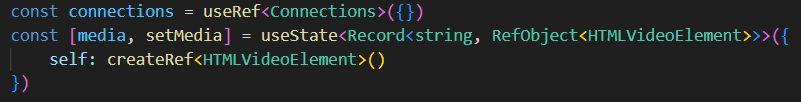 const connections = useRef<Connections>({})
const [media, setMedia] = useState<Record<string, RefObject<HTMLVideoElement>>>({
    self: createRef<HTMLVideoElement>()
})